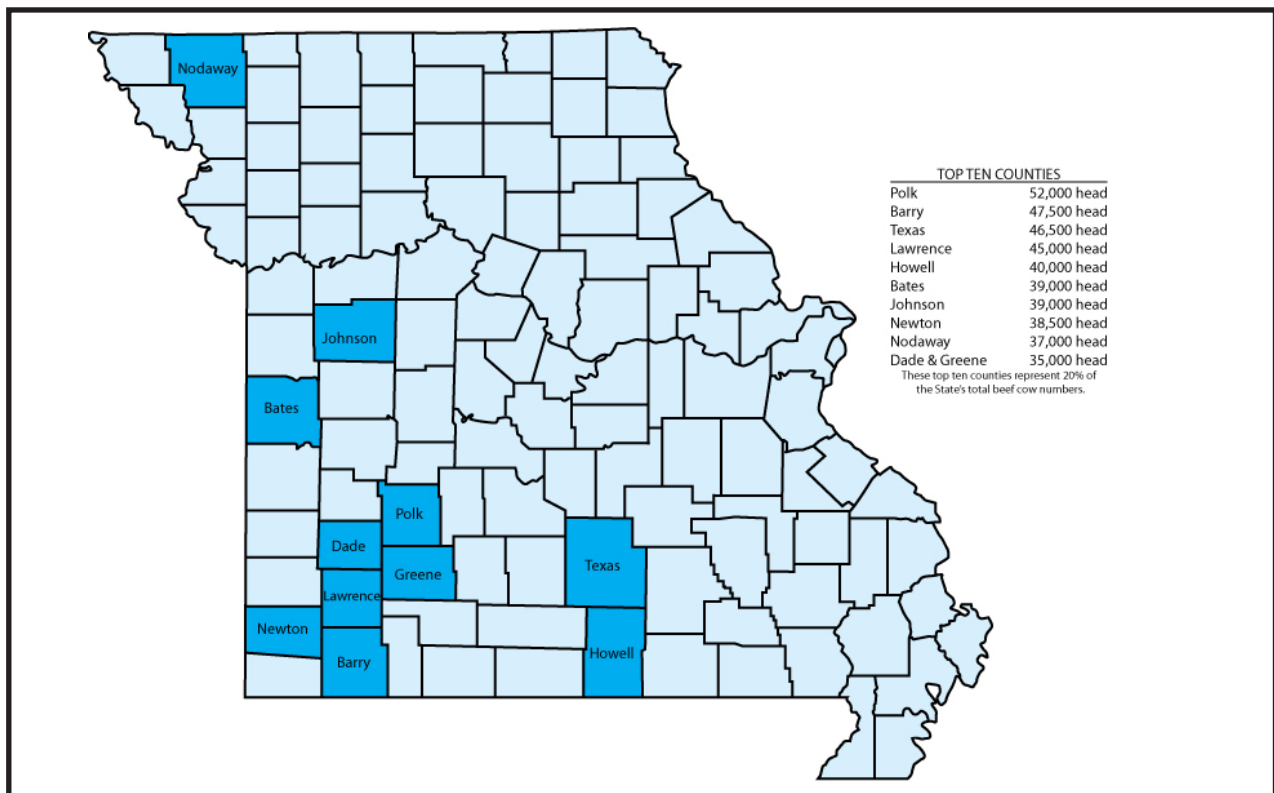 Nodaway
TOP TEN COUNTIES
Polk 52,000 head
Barry 47,500 head
Texas 46,500 head
Lawrence 45,000 head
Howell 40,000 head
Bates 39,000 head
Johnson 39,000 head
Newton 38,500 head
Nodaway 37,000 head
Dade & Greene 35,000 head
These top ten counties represent 20% of
the State's total beef cow numbers.
Johnson
Bates
Polk
Dade
Greene
Texas
Lawrence
Newton
Barry
Howell